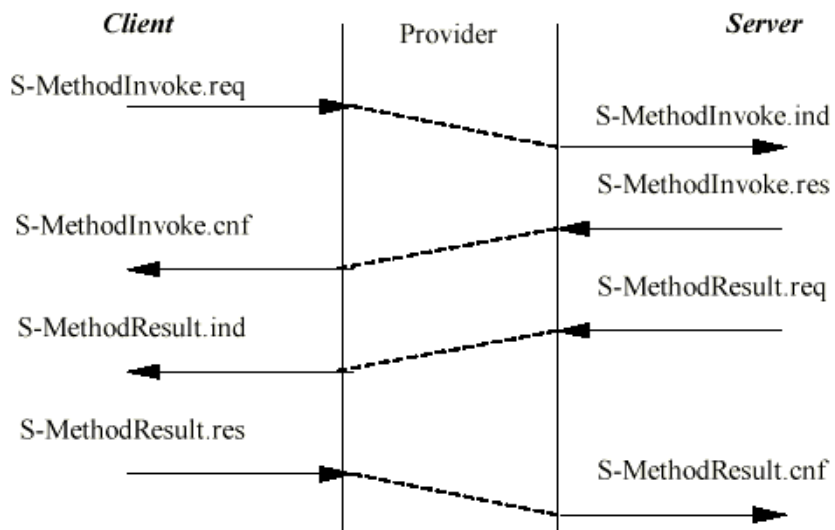 Client Provider Server
S-MethodInvoke.req
S-MethodInvoke.ind
S-MethodInvoke.res
S-MethodInvoke.cnf
S-MethodResult.req
S-MethodResult.ind
S-MethodResult.res
S-MethodResult.cnf